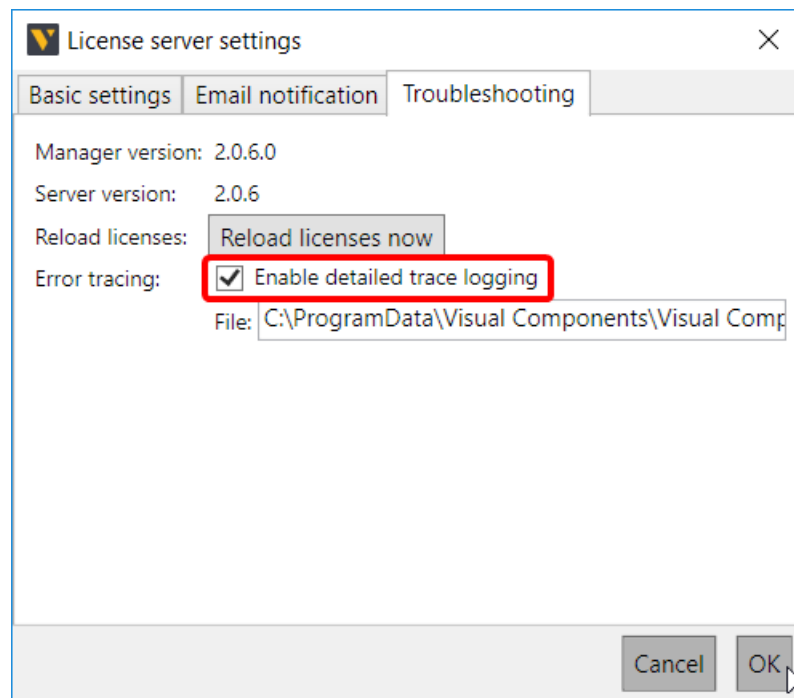 License server settings
Basic settings Email notification Troubleshooting
Manager version: 2.0.6.0
Server version: 2.0.6
Reload licenses: Reload licenses now
Error tracing: Enable detailed trace logging
File: C:\ProgramData\Visual Components\Visual Comp
Cancel OK